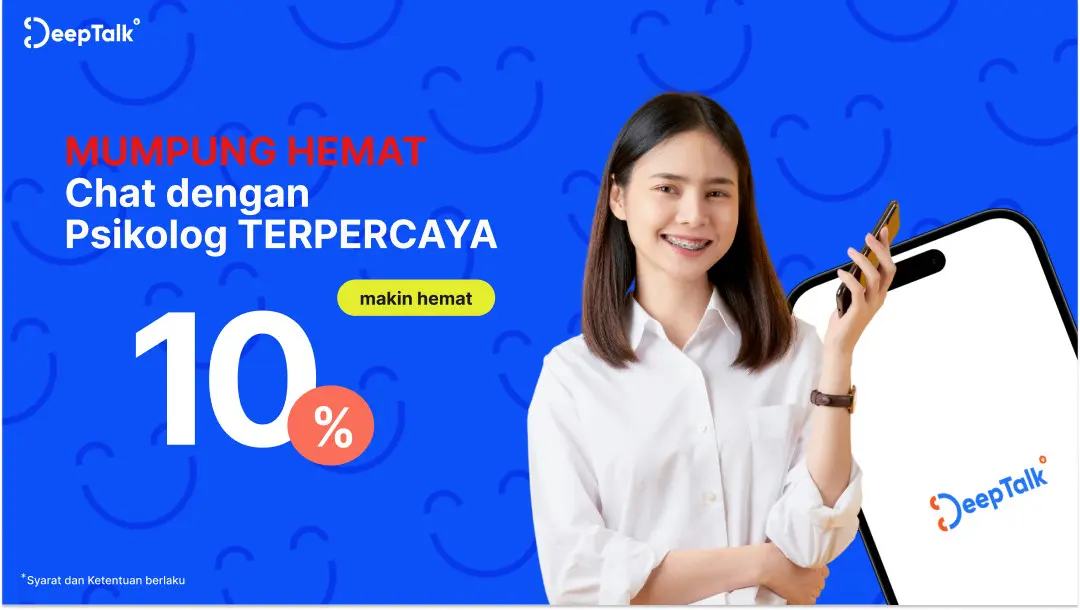 DeepTalk
MUMPUNG HEMAT
Chat dengan
Psikolog TERPERCAYA
makin hemat
10%
DeepTalk
*Syarat dan Ketentuan berlaku